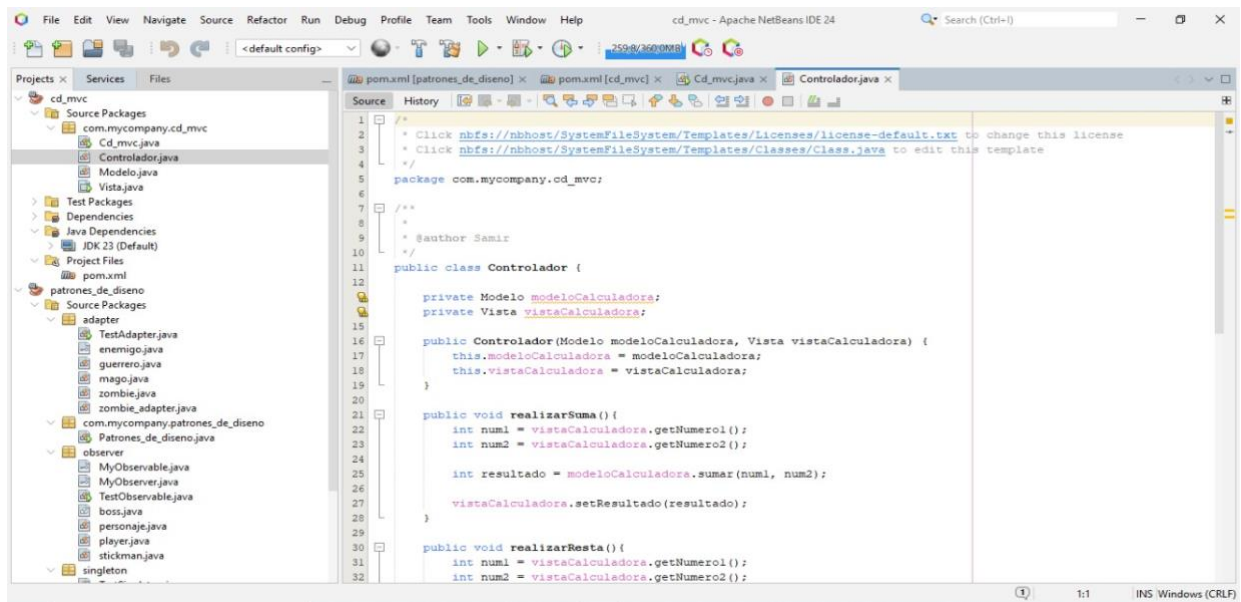 File Edit View Navigate Source Refactor Run Debug Profile Team Tools Window Help
cd_mvc - Apache NetBeans IDE 24
Search (Ctrl+I)
<default config>
259.8/360.0MB
Projects Services Files
cd_mvc
Source Packages
com.mycompany.cd_mvc
Cd_mvc.java
Controlador.java
Modelo.java
Vista.java
Test Packages
Dependencies
Java Dependencies
JDK 23 (Default)
Project Files
pom.xml
patrones_de_diseno
Source Packages
adapter
TestAdapter.java
enemigo.java
guerrero.java
mago.java
zombie.java
zombie_adapter.java
com.mycompany.patrones_de_diseno
Patrones_de_diseno.java
observer
MyObservable.java
MyObserver.java
TestObservable.java
boss.java
personaje.java
player.java
stickman.java
singleton
pom.xml [patrones_de_diseno] pom.xml [cd_mvc] Cd_mvc.java Controlador.java
Source History
1 /*
2 * Click nbfs://nbhost/SystemFileSystem/Templates/Licenses/license-default.txt to change this license
3 * Click nbfs://nbhost/SystemFileSystem/Templates/Classes/Class.java to edit this template
4 */
5 package com.mycompany.cd_mvc;
6
7 /**
8 *
9 * @author Samir
10 */
11 public class Controlador {
12
private Modelo modeloCalculadora;
private Vista vistaCalculadora;
15
16 public Controlador(Modelo modeloCalculadora, Vista vistaCalculadora) {
17 this.modeloCalculadora = modeloCalculadora;
18 this.vistaCalculadora = vistaCalculadora;
19 }
20
21 public void realizarSuma(){
22 int num1 = vistaCalculadora.getNumero1();
23 int num2 = vistaCalculadora.getNumero2();
24
25 int resultado = modeloCalculadora.sumar(num1, num2);
26
27 vistaCalculadora.setResultado(resultado);
28 }
29
30 public void realizarResta(){
31 int num1 = vistaCalculadora.getNumero1();
32 int num2 = vistaCalculadora.getNumero2();
1 1:1 INS Windows (CRLF)